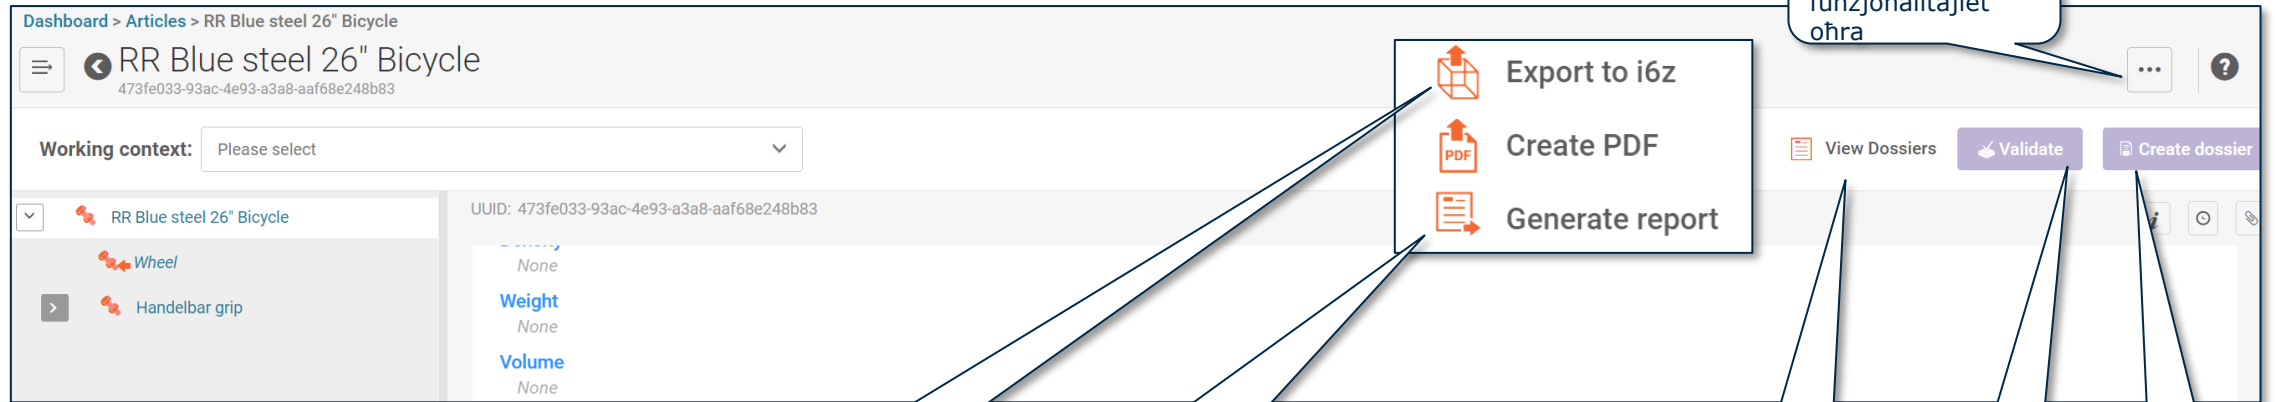 funzjonalitajiet
oħra
Dashboard > Articles > RR Blue steel 26" Bicycle
RR Blue steel 26" Bicycle
473fe033-93ac-4e93-a3a8-aaf68e248b83
Export to i6z
Create PDF
PDF
Generate report
Working context: Please select
View Dossiers
Validate
Create dossier
RR Blue steel 26" Bicycle
Wheel
Handelbar grip
UUID: 473fe033-93ac-4e93-a3a8-aaf68e248b83
None
Weight
None
Volume
None